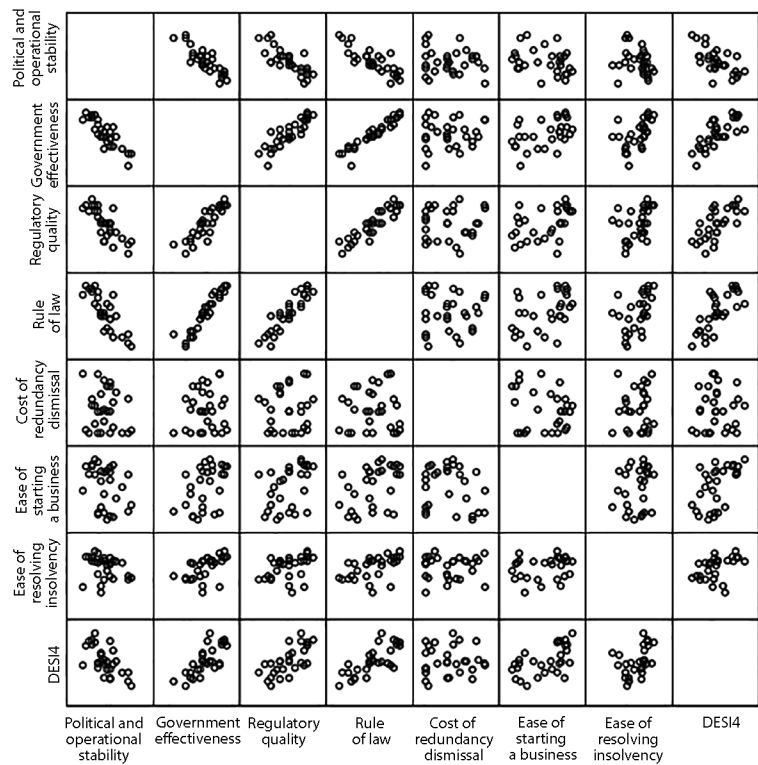 Political and
operational
stability
Government
effectiveness
Regulatory
quality
Rule
of law
Cost of
redundancy
dismissal
Ease of
starting
a business
Ease of
resolving
insolvency
DESI4
Political and
operational
stability
Government
effectiveness
Regulatory
quality
Rule
of law
Cost of
redundancy
dismissal
Ease of
starting
a business
Ease of
resolving
insolvency
DESI4